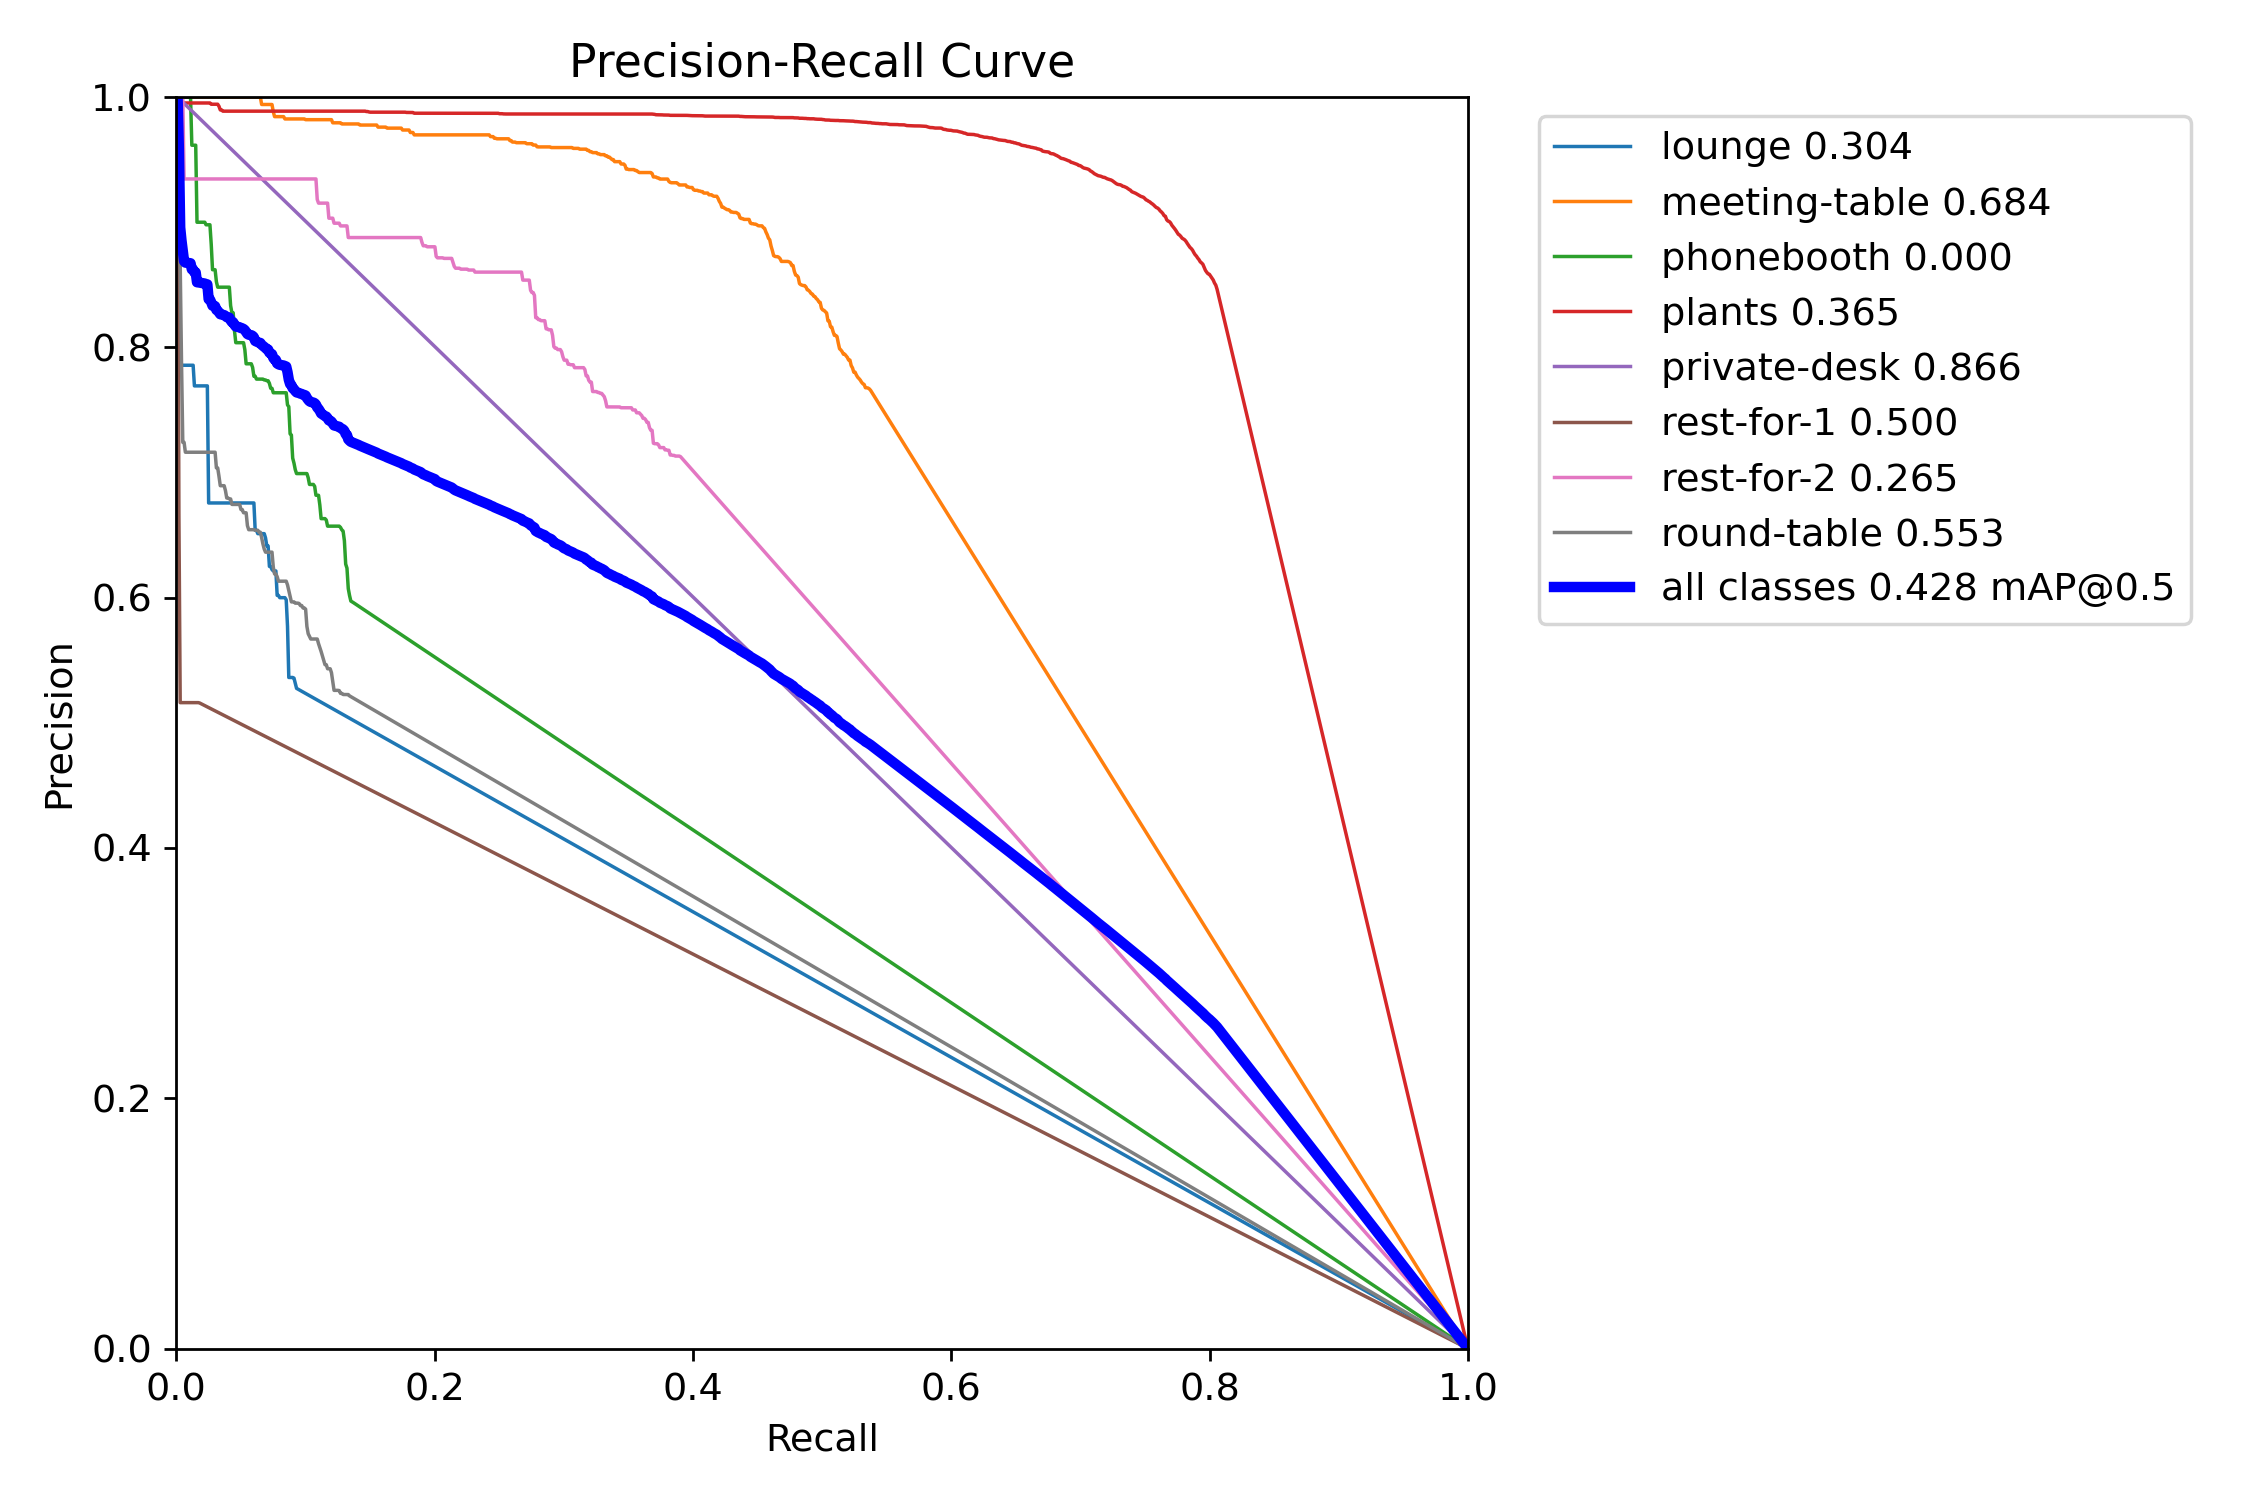 Precision-Recall Curve
1.0
0.8
0.6
0.4
0.2
0.0
Precision
0.0 0.2 0.4 0.6 0.8 1.0
Recall
lounge 0.304
meeting-table 0.684
phonebooth 0.000
plants 0.365
private-desk 0.866
rest-for-1 0.500
rest-for-2 0.265
round-table 0.553
all classes 0.428 mAP@0.5